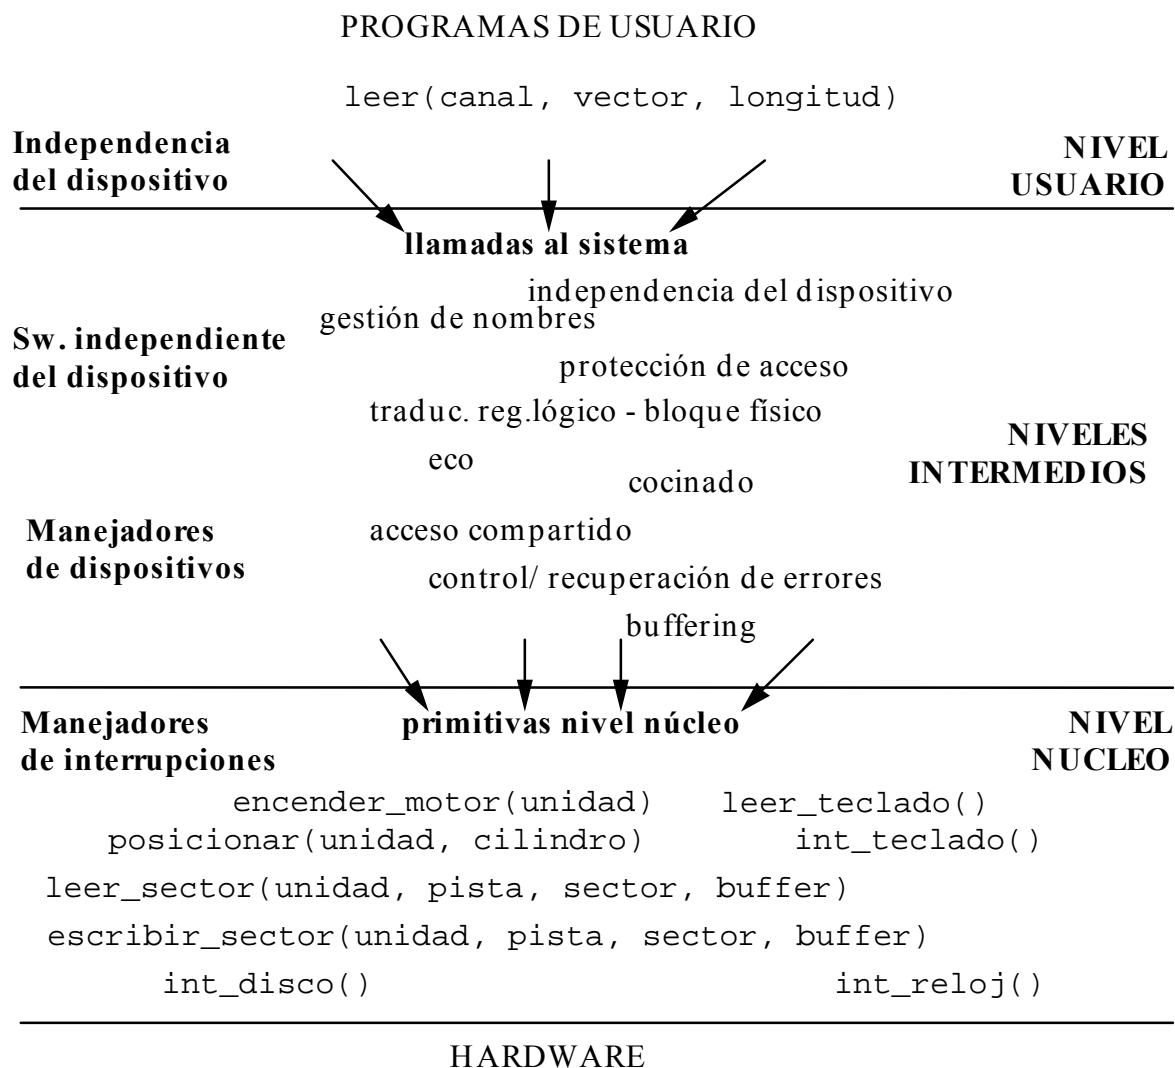 PROGRAMAS DE USUARIO
leer(canal, vector, longitud)
Independencia
del dispositivo
NIVEL
USUARIO
llamadas al sistema
independencia del dispositivo
gestión de nombres
Sw. independiente
del dispositivo
protección de acceso
traduc. reg.lógico - bloque físico
eco
cocinado
NIVELES
INTERMEDIOS
Manejadores
de dispositivos
acceso compartido
control/ recuperación de errores
buffering
Manejadores
de interrupciones
primitivas nivel núcleo
NIVEL
NUCLEO
encender_motor(unidad) leer_teclado()
posicionar(unidad, cilindro) int_teclado()
leer_sector(unidad, pista, sector, buffer)
escribir_sector(unidad, pista, sector, buffer)
int_disco() int_reloj()
HARDWARE